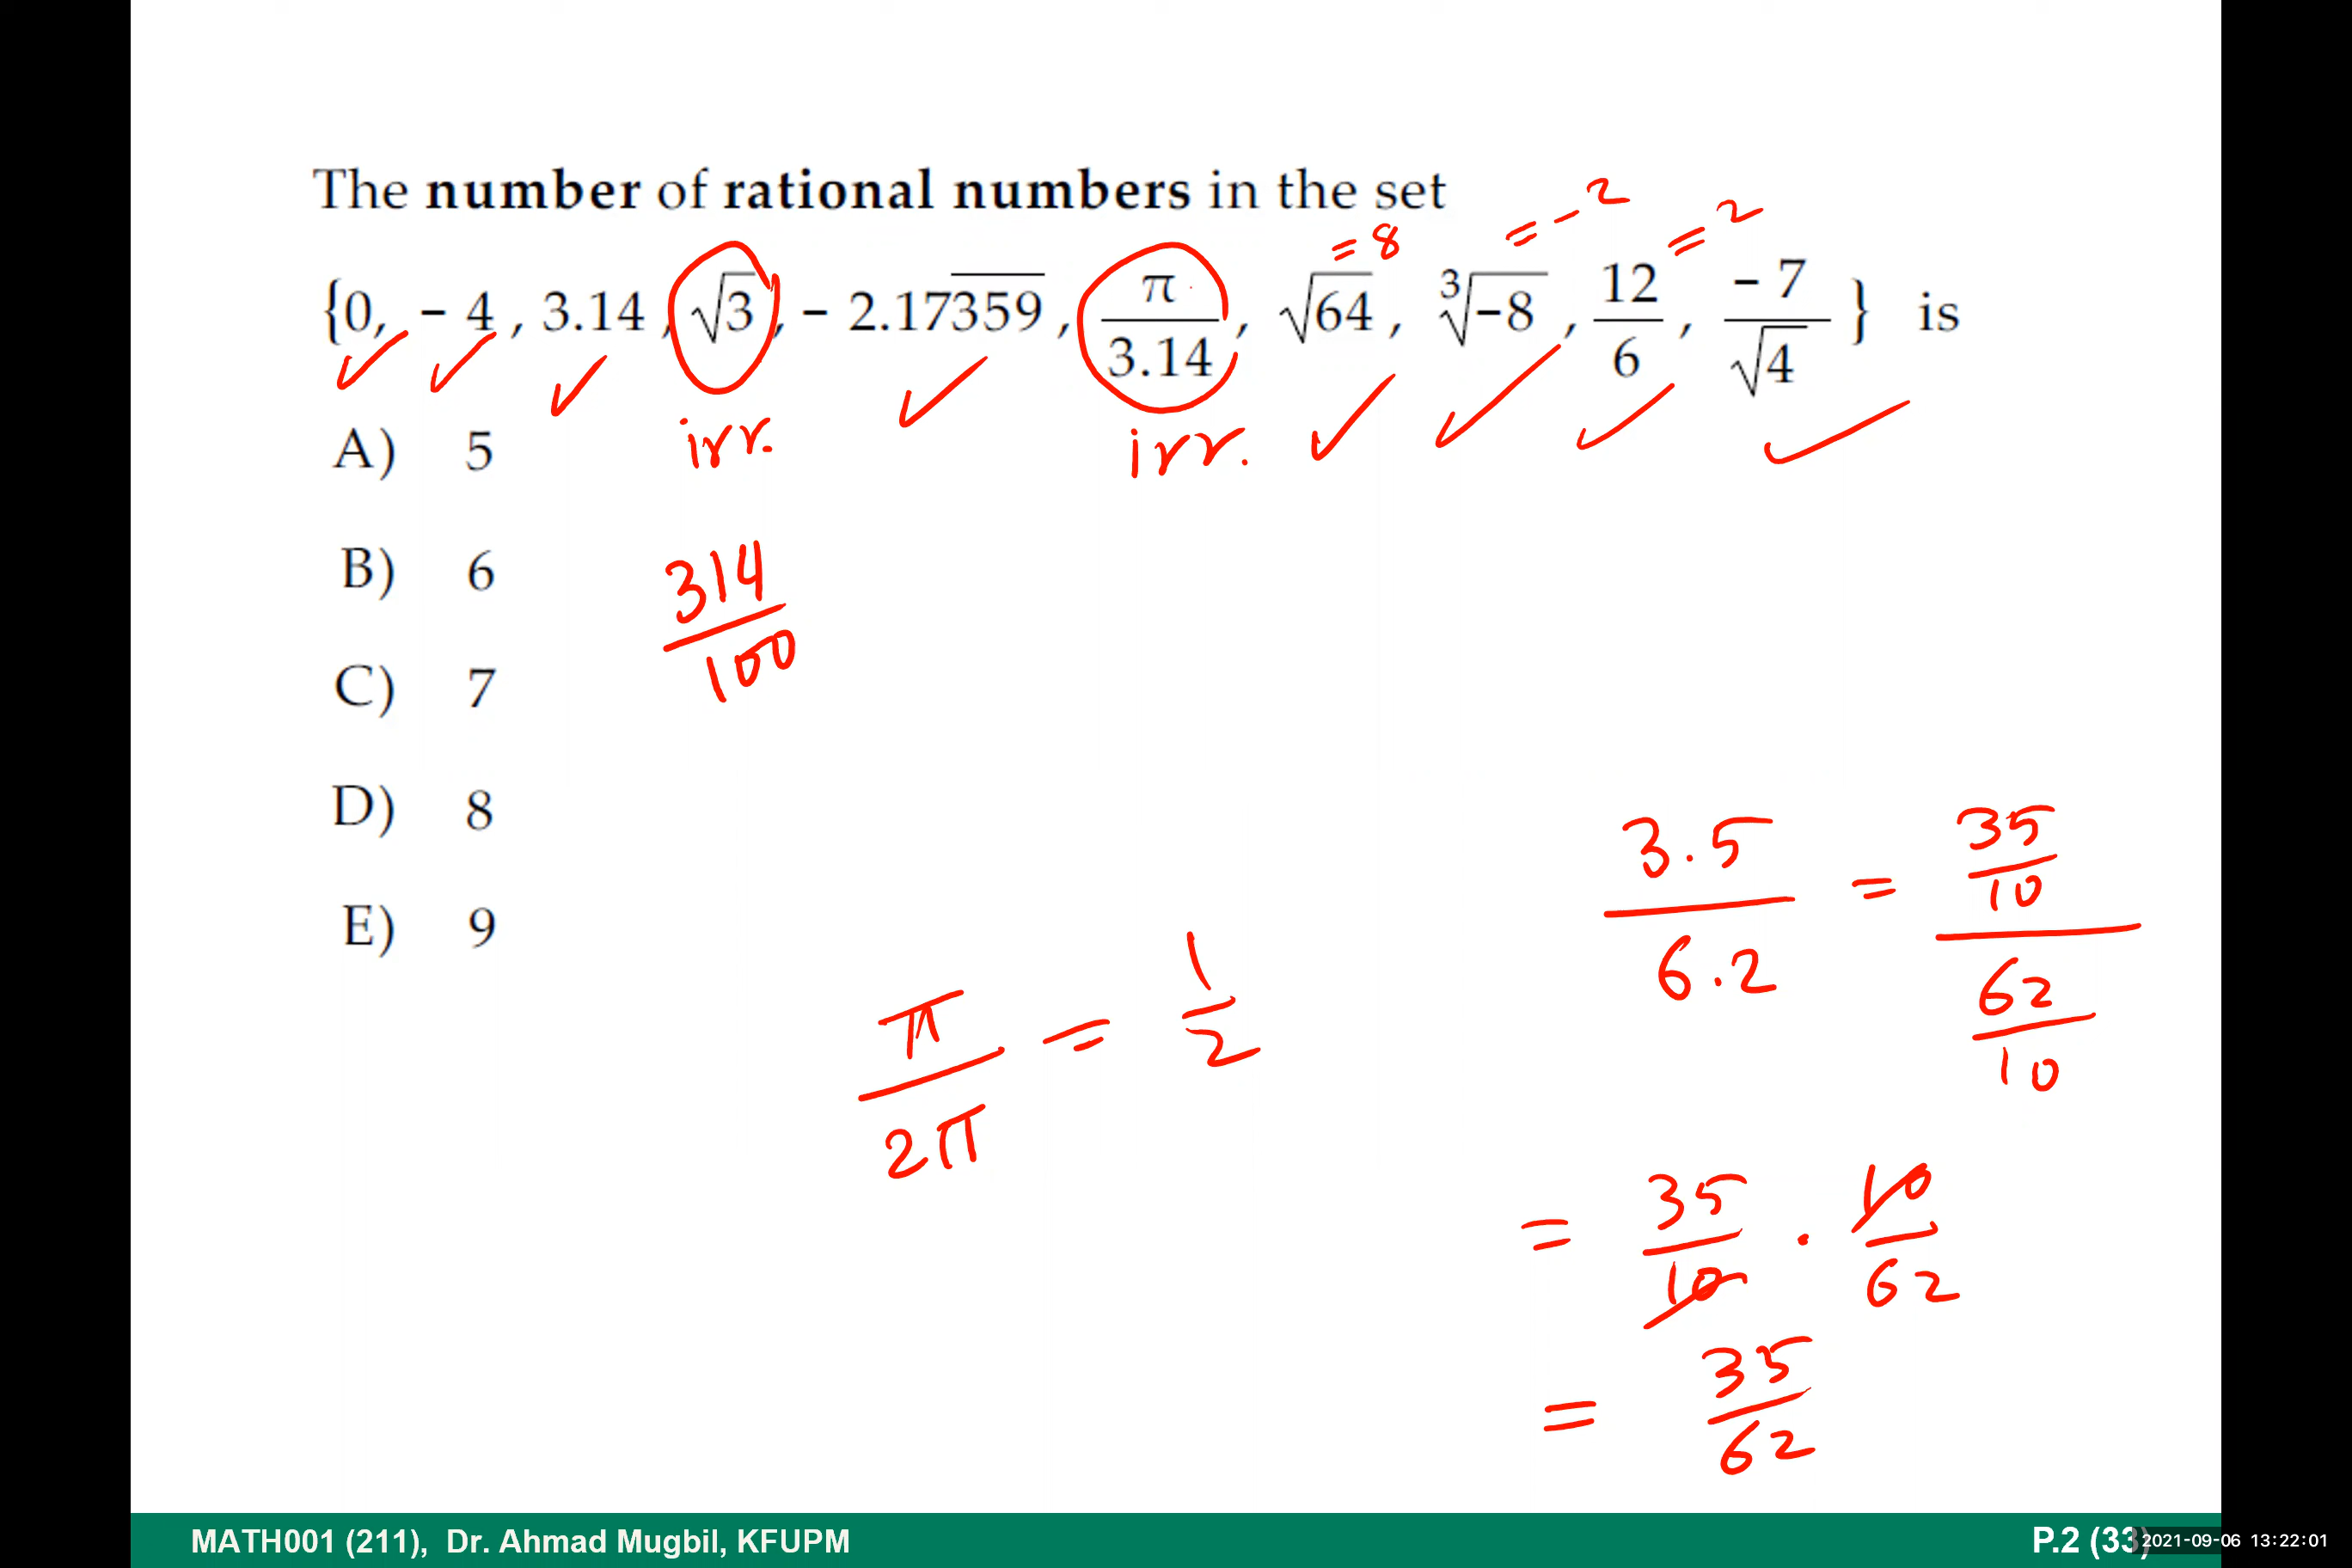 The number of rational numbers in the set
= 8 = -2 = 2
{0, – 4 , 3.14 , √3 , – 2.17\overline{359} , π/3.14 , √64 , ∛-8 , 12/6 , – 7/√4 } is
irr. irr.
A) 5
B) 6
314/100
C) 7
D) 8
E) 9
π/2π = 1/2
3.5/6.2 = (35/10)/(62/10)
= 35/10 · 10/62
= 35/62
MATH001 (211), Dr. Ahmad Mugbil, KFUPM
P.2 (33)
2021-09-06 13:22:01